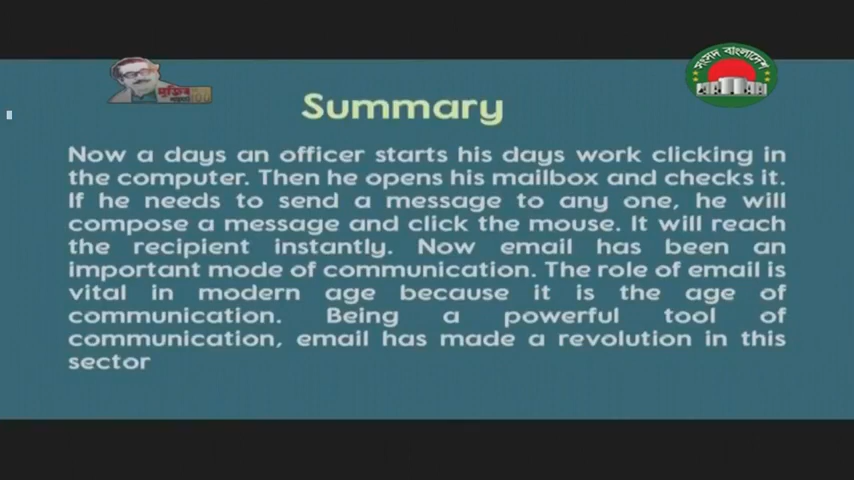 সংসদ বাংলাদেশ
মুজিব
100
Summary
Now a days an officer starts his days work clicking in
the computer. Then he opens his mailbox and checks it.
If he needs to send a message to any one, he will
compose a message and click the mouse. It will reach
the recipient instantly. Now email has been an
important mode of communication. The role of email is
vital in modern age because it is the age of
communication. Being a powerful tool of
communication, email has made a revolution in this
sector